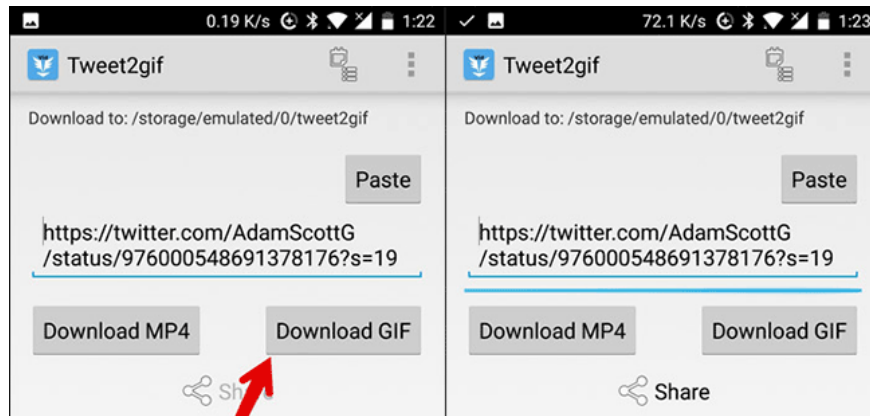 0.19 K/s 1:22
Tweet2gif
Download to: /storage/emulated/0/tweet2gif
Paste
https://twitter.com/AdamScottG
/status/976000548691378176?s=19
Download MP4 Download GIF
Share
72.1 K/s 1:23
Tweet2gif
Download to: /storage/emulated/0/tweet2gif
Paste
https://twitter.com/AdamScottG
/status/976000548691378176?s=19
Download MP4 Download GIF
Share